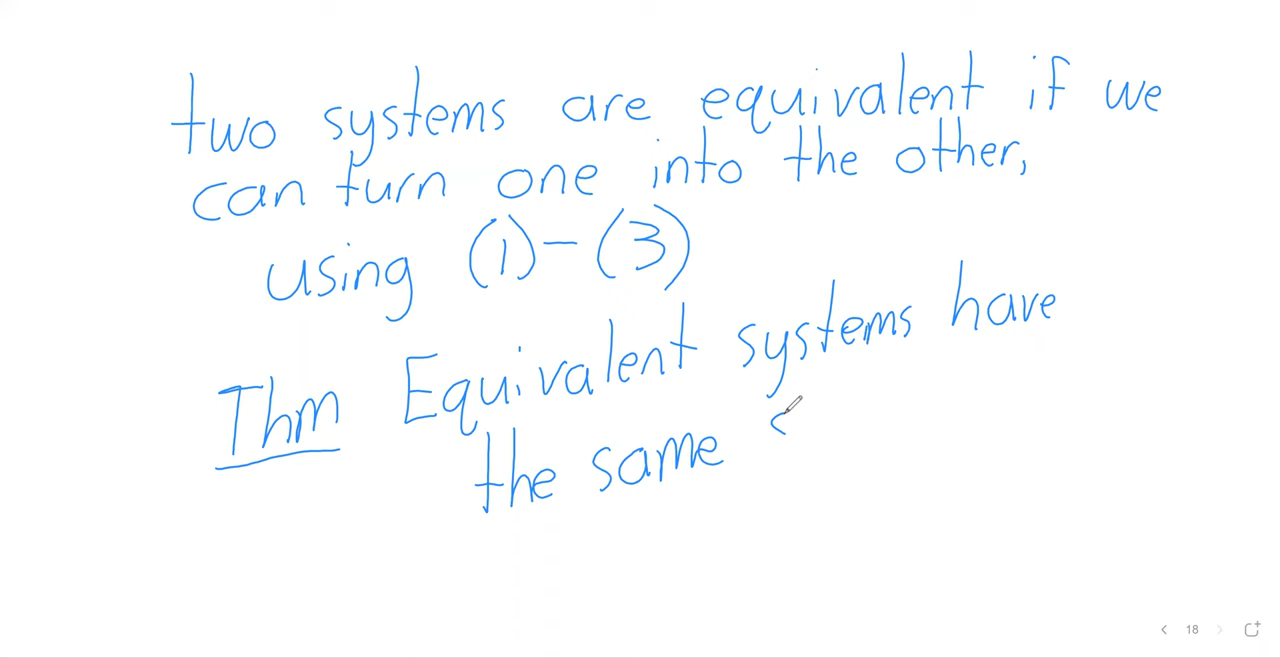 two systems are equivalent if we
can turn one into the other,
using (1)-(3)
Thm Equivalent systems have
the same
18